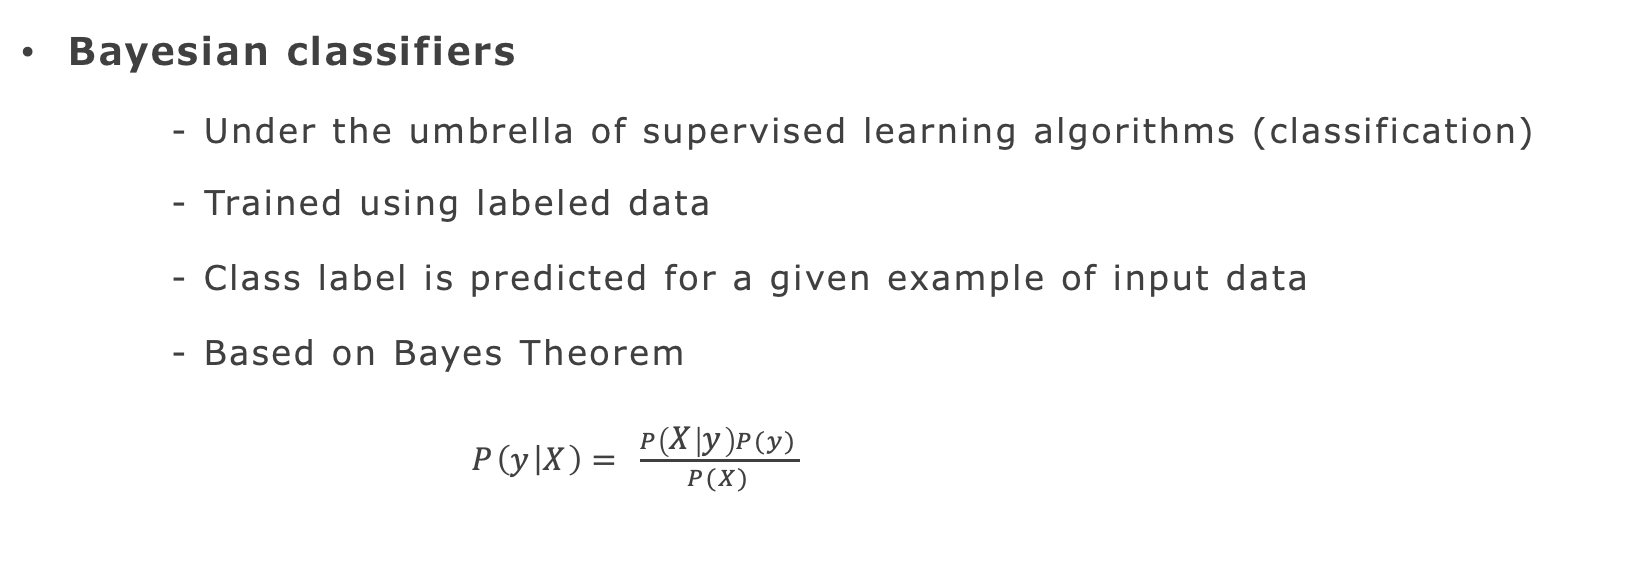 • Bayesian classifiers
- Under the umbrella of supervised learning algorithms (classification)
- Trained using labeled data
- Class label is predicted for a given example of input data
- Based on Bayes Theorem
P(y|X) = P(X|y)P(y) / P(X)